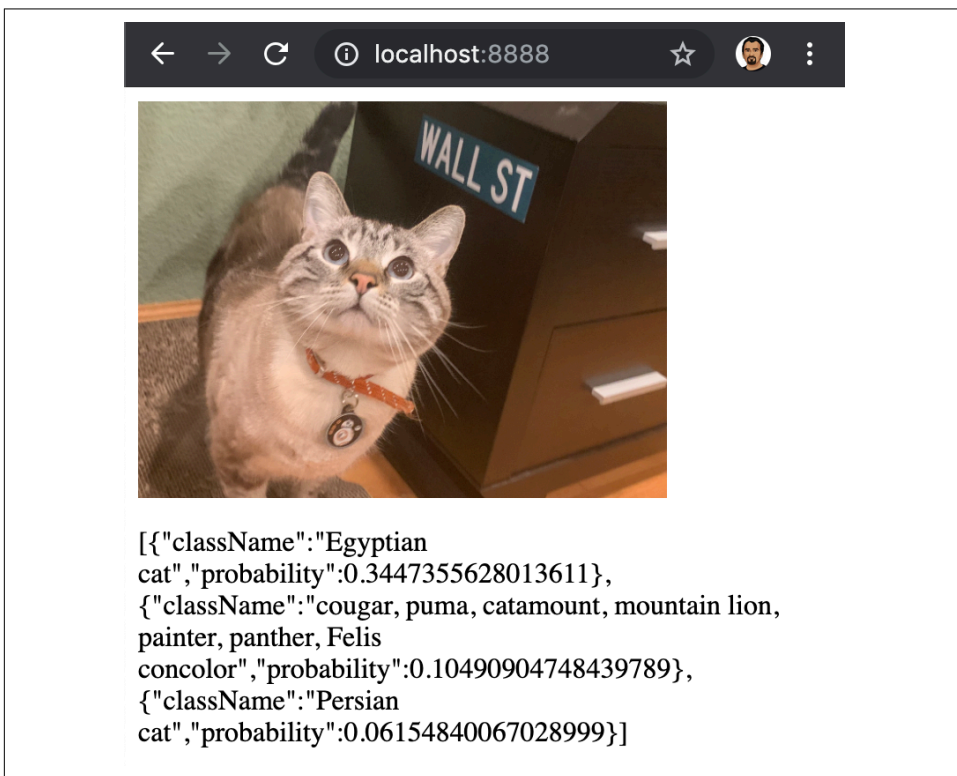 localhost:8888
WALL ST
[{"className":"Egyptian
cat","probability":0.3447355628013611},
{"className":"cougar, puma, catamount, mountain lion,
painter, panther, Felis
concolor","probability":0.10490904748439789},
{"className":"Persian
cat","probability":0.06154840067028999}]